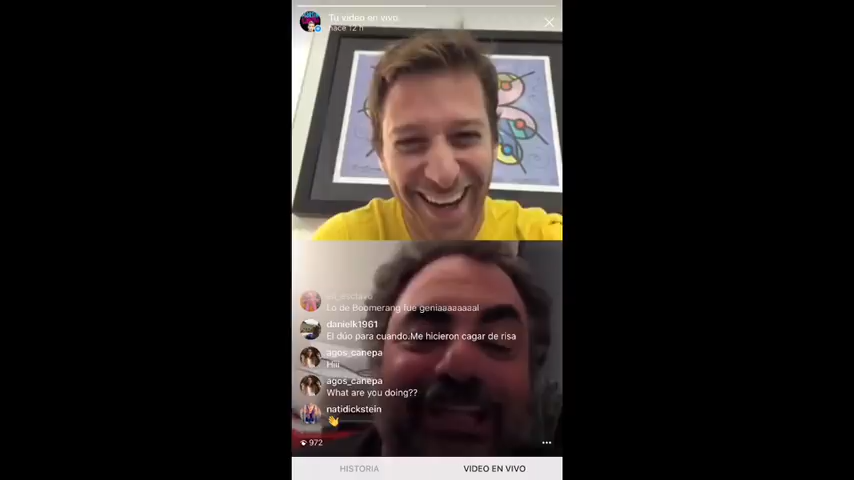 Tu video en vivo
hace 12 h
Lo de Boomerang fue geniaaaaaaaal
danielk1961
El dúo para cuando.Me hicieron cagar de risa
agos_canepa
Hiii
agos_canepa
What are you doing??
natidickstein
👋
972
HISTORIA
VIDEO EN VIVO